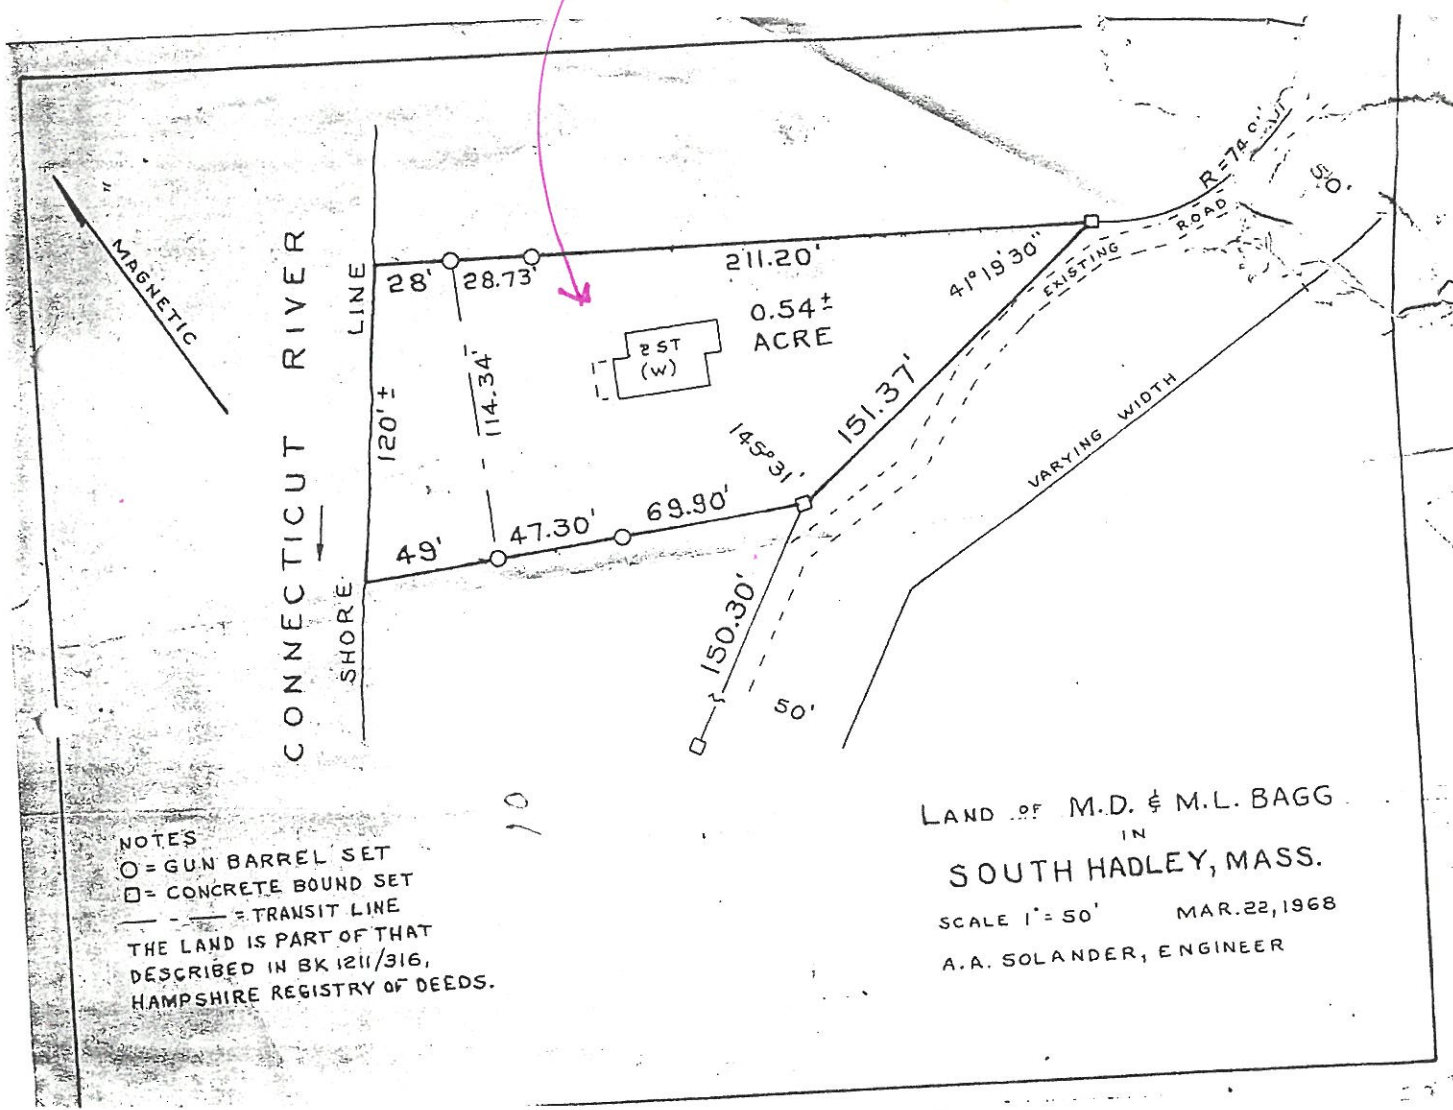 MAGNETIC
CONNECTICUT RIVER
SHORE LINE
28'
28.73'
211.20'
41°19'30"
R=740'
50'
EXISTING ROAD
0.54±
ACRE
2 ST
(W)
114.34'
120'±
151.37'
145°31'
VARYING WIDTH
49'
47.30'
69.90'
150.30'
50'
NOTES
O = GUN BARREL SET
□ = CONCRETE BOUND SET
— - — = TRANSIT LINE
THE LAND IS PART OF THAT
DESCRIBED IN BK 1211/316,
HAMPSHIRE REGISTRY OF DEEDS.
LAND OF M.D. & M.L. BAGG
IN
SOUTH HADLEY, MASS.
SCALE 1"= 50' MAR. 22, 1968
A.A. SOLANDER, ENGINEER